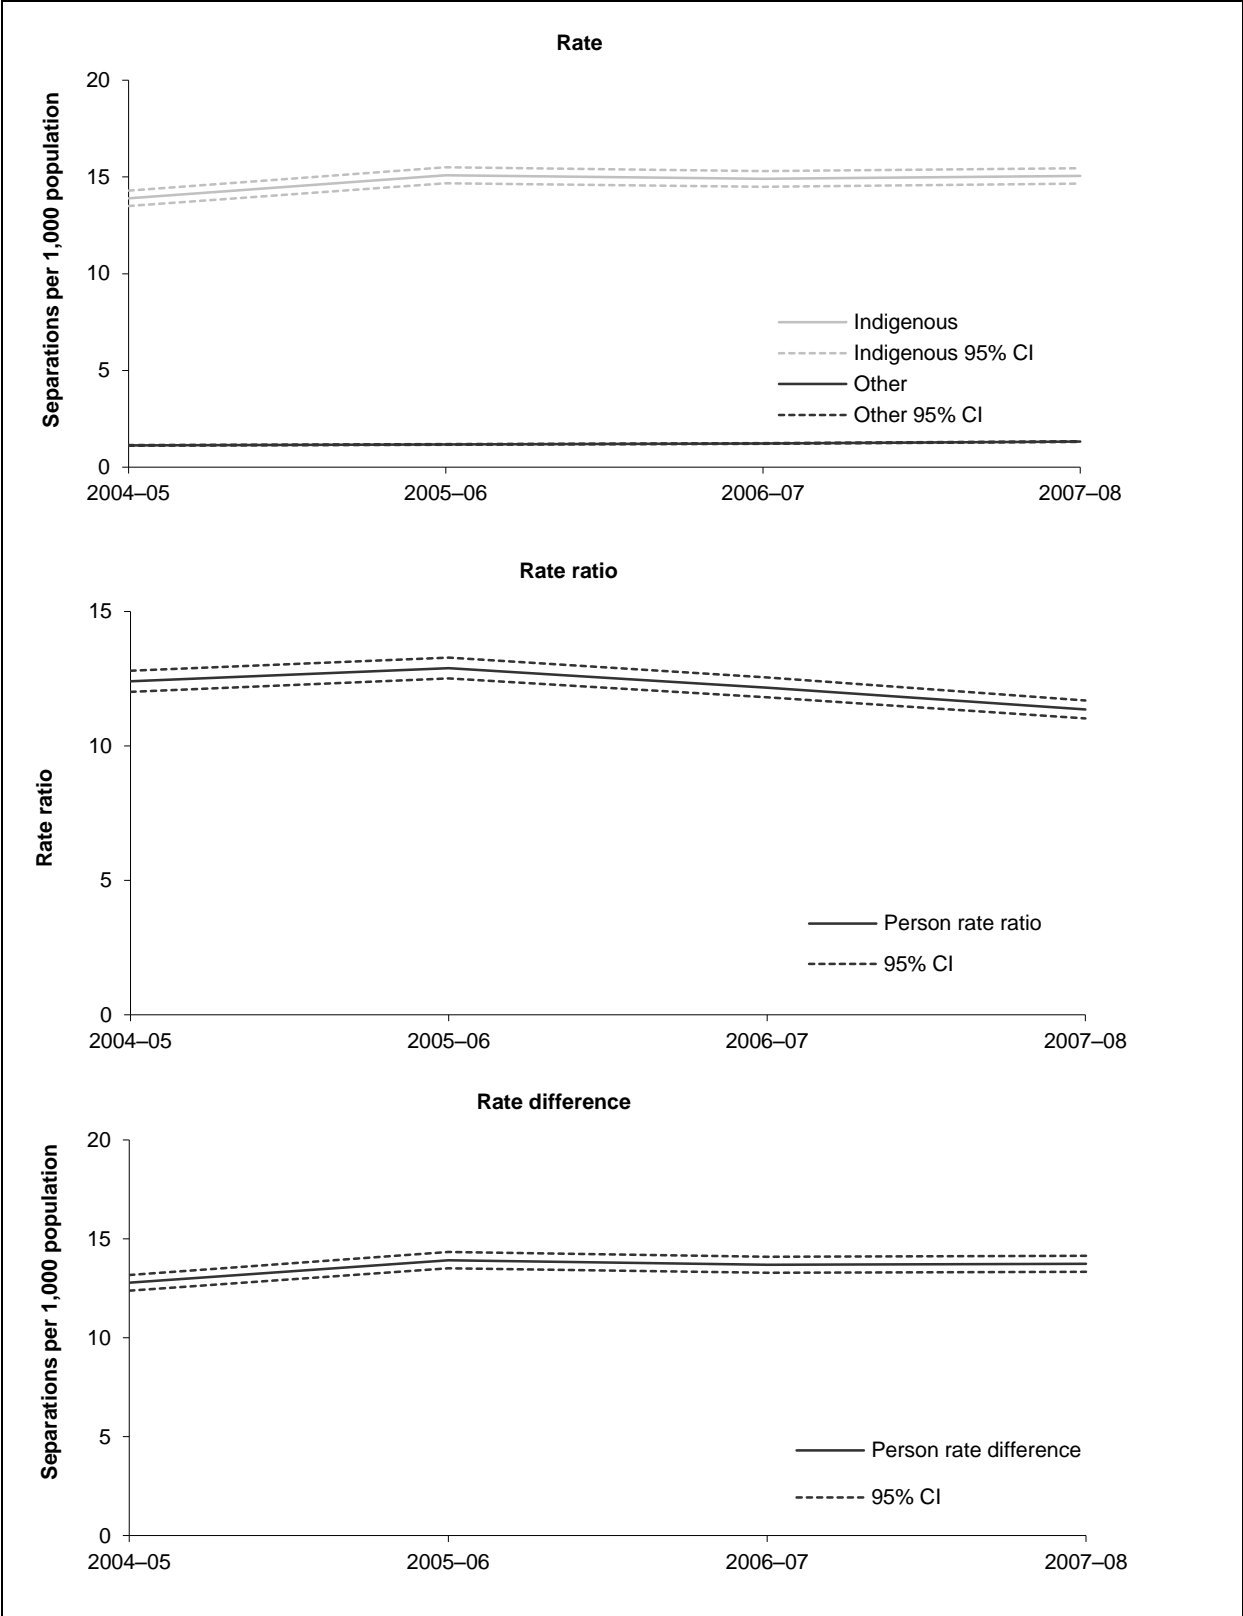 Rate
Separations per 1,000 population
20
15
10
5
0
Indigenous
Indigenous 95% CI
Other
Other 95% CI
2004–05 2005–06 2006–07 2007–08
Rate ratio
Rate ratio
15
10
5
0
Person rate ratio
95% CI
2004–05 2005–06 2006–07 2007–08
Rate difference
Separations per 1,000 population
20
15
10
5
0
Person rate difference
95% CI
2004–05 2005–06 2006–07 2007–08